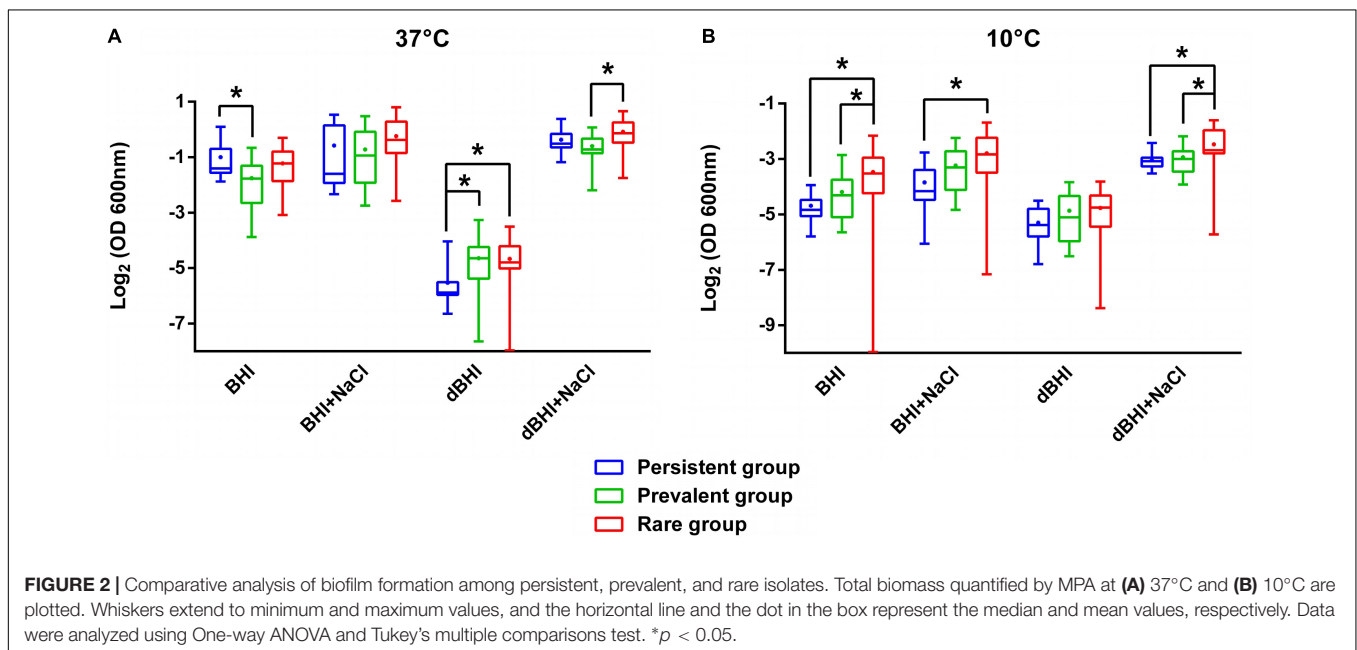 A
37°C
*
*
*
*
1
-1
-3
-5
-7
Log2 (OD 600nm)
BHI
BHI+NaCl
dBHI
dBHI+NaCl
B
10°C
*
*
*
*
*
-1
-3
-5
-7
-9
Log2 (OD 600nm)
BHI
BHI+NaCl
dBHI
dBHI+NaCl
Persistent group
Prevalent group
Rare group
FIGURE 2 | Comparative analysis of biofilm formation among persistent, prevalent, and rare isolates. Total biomass quantified by MPA at (A) 37°C and (B) 10°C are
plotted. Whiskers extend to minimum and maximum values, and the horizontal line and the dot in the box represent the median and mean values, respectively. Data
were analyzed using One-way ANOVA and Tukey's multiple comparisons test. *p < 0.05.